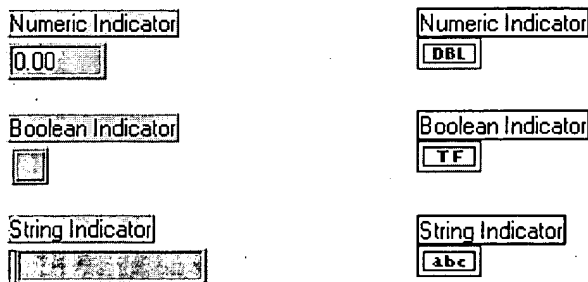 Numeric Indicator
0.00
Boolean Indicator
String Indicator
Numeric Indicator
DBL
Boolean Indicator
TF
String Indicator
abc